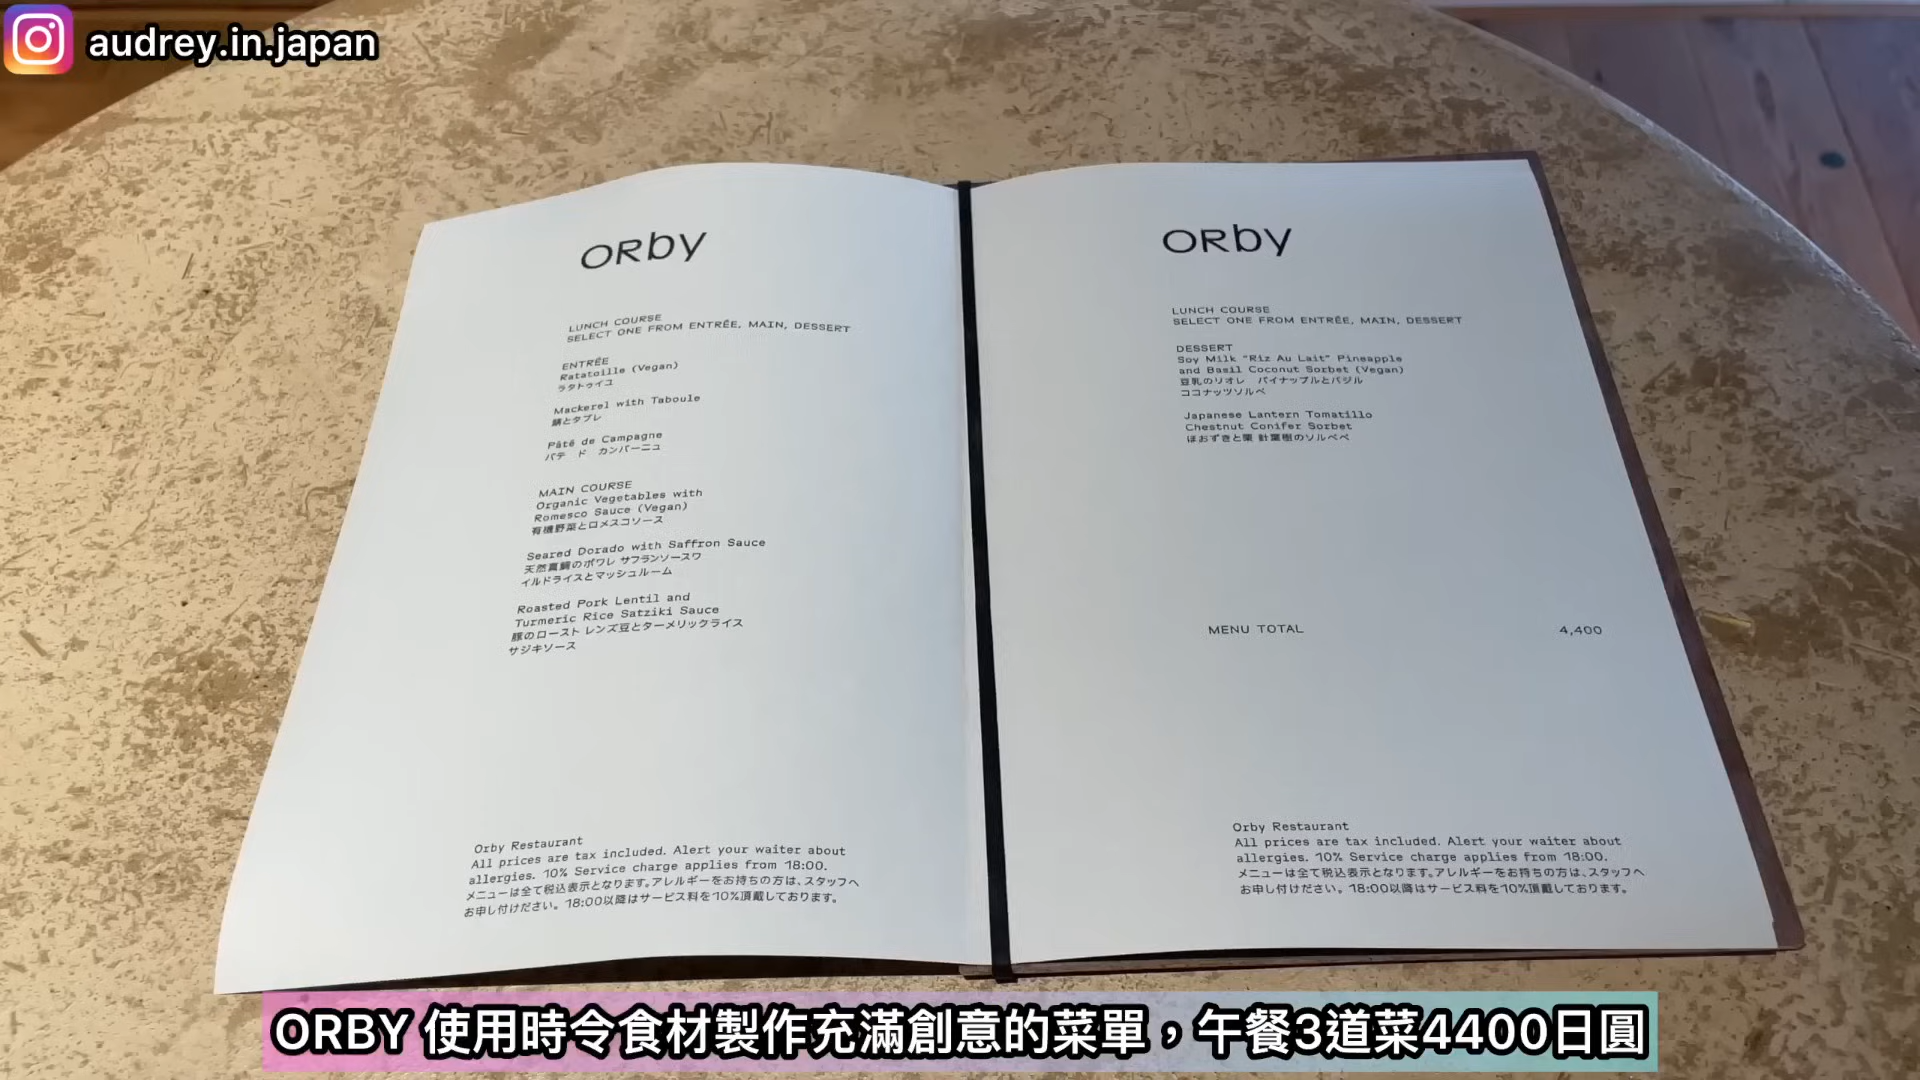 audrey.in.japan
ORby
LUNCH COURSE
SELECT ONE FROM ENTRÉE, MAIN, DESSERT
ENTRÉE
Ratatoille (Vegan)
ラタトゥイユ
Mackerel with Taboule
鯖とタブレ
Pâté de Campagne
パテ ド カンパーニュ
MAIN COURSE
Organic Vegetables with
Romesco Sauce (Vegan)
有機野菜とロメスコソース
Seared Dorado with Saffron Sauce
天然真鯛のポワレ サフランソースワ
イルドライスとマッシュルーム
Roasted Pork Lentil and
Turmeric Rice Satziki Sauce
豚のロースト レンズ豆とターメリックライス
サジキソース
Orby Restaurant
All prices are tax included. Alert your waiter about
allergies. 10% Service charge applies from 18:00.
メニューは全て税込表示となります。アレルギーをお持ちの方は、スタッフへ
お申し付けください。18:00以降はサービス料を10%頂戴しております。
ORby
LUNCH COURSE
SELECT ONE FROM ENTRÉE, MAIN, DESSERT
DESSERT
Soy Milk "Riz Au Lait" Pineapple
and Basil Coconut Sorbet (Vegan)
豆乳のリオレ パイナップルとバジル
ココナッツソルベ
Japanese Lantern Tomatillo
Chestnut Conifer Sorbet
ほおずきと栗 針葉樹のソルベベ
MENU TOTAL 4,400
Orby Restaurant
All prices are tax included. Alert your waiter about
allergies. 10% Service charge applies from 18:00.
メニューは全て税込表示となります。アレルギーをお持ちの方は、スタッフへ
お申し付けください。18:00以降はサービス料を10%頂戴しております。
ORBY 使用時令食材製作充滿創意的菜單，午餐3道菜4400日圓